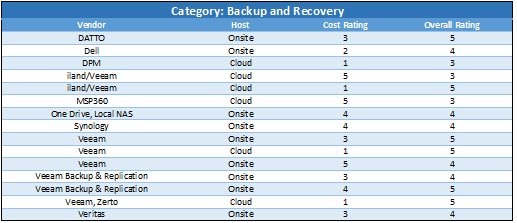 Category: Backup and Recovery
Vendor Host Cost Rating Overall Rating
DATTO Onsite 3 5
Dell Onsite 2 4
DPM Cloud 1 3
iland/Veeam Cloud 5 3
iland/Veeam Cloud 1 5
MSP360 Cloud 5 3
One Drive, Local NAS Onsite 4 4
Synology Onsite 4 4
Veeam Onsite 3 5
Veeam Cloud 1 5
Veeam Onsite 5 4
Veeam Backup & Replication Onsite 3 4
Veeam Backup & Replication Onsite 4 5
Veeam, Zerto Cloud 1 5
Veritas Onsite 3 4